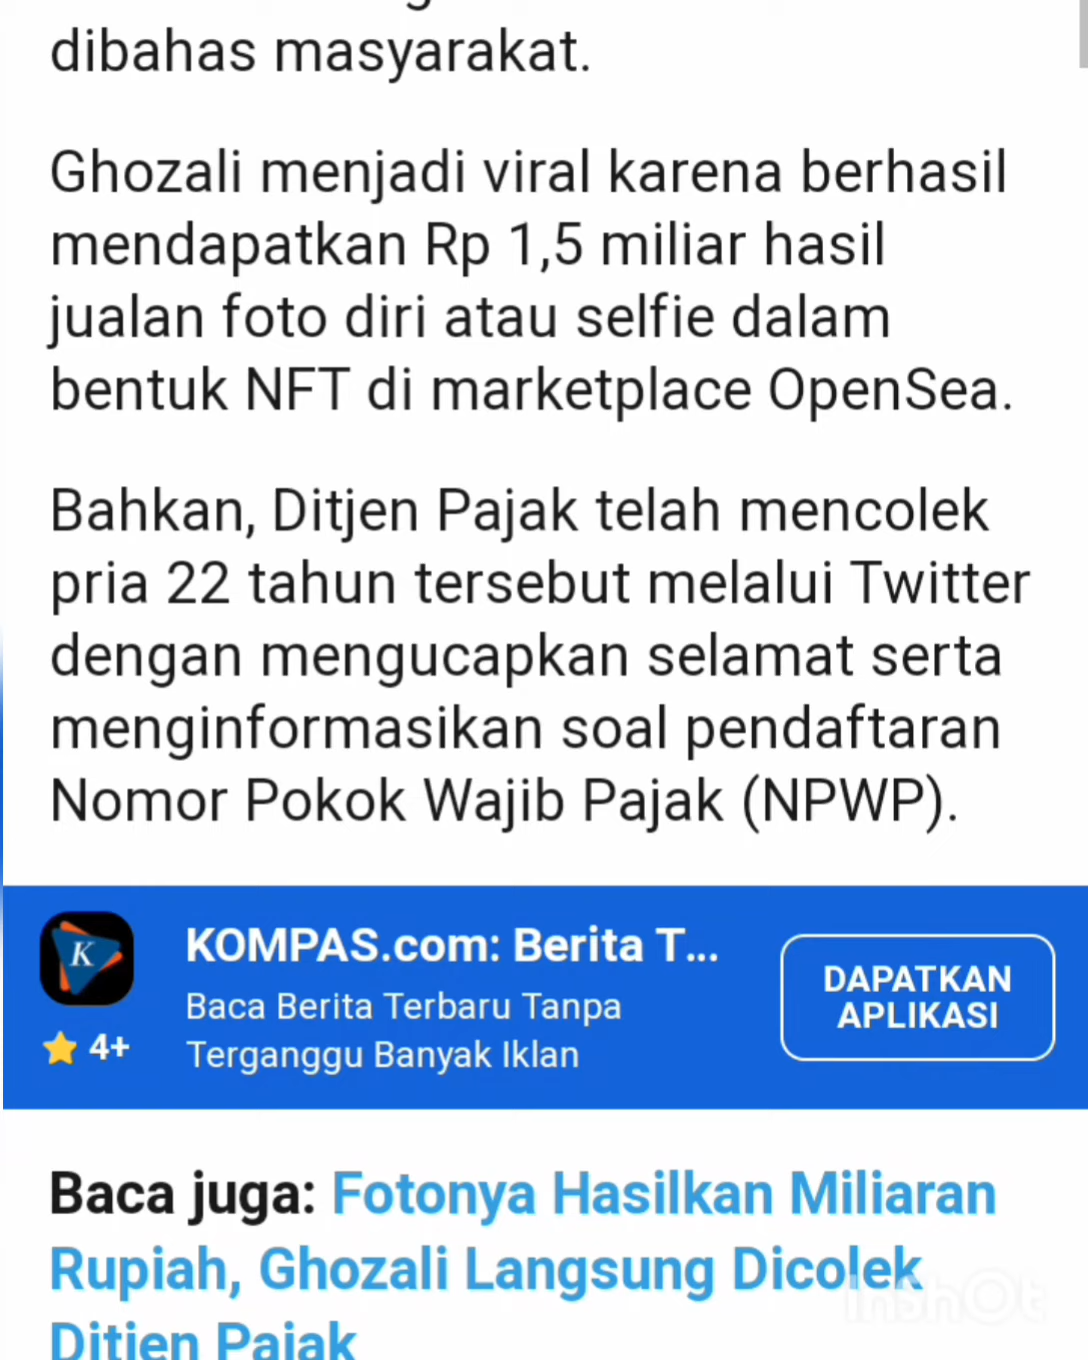 dibahas masyarakat.
Ghozali menjadi viral karena berhasil
mendapatkan Rp 1,5 miliar hasil
jualan foto diri atau selfie dalam
bentuk NFT di marketplace OpenSea.
Bahkan, Ditjen Pajak telah mencolek
pria 22 tahun tersebut melalui Twitter
dengan mengucapkan selamat serta
menginformasikan soal pendaftaran
Nomor Pokok Wajib Pajak (NPWP).
K
KOMPAS.com: Berita T...
Baca Berita Terbaru Tanpa
Terganggu Banyak Iklan
4+
DAPATKAN
APLIKASI
Baca juga: Fotonya Hasilkan Miliaran
Rupiah, Ghozali Langsung Dicolek
Ditjen Pajak
InShOt